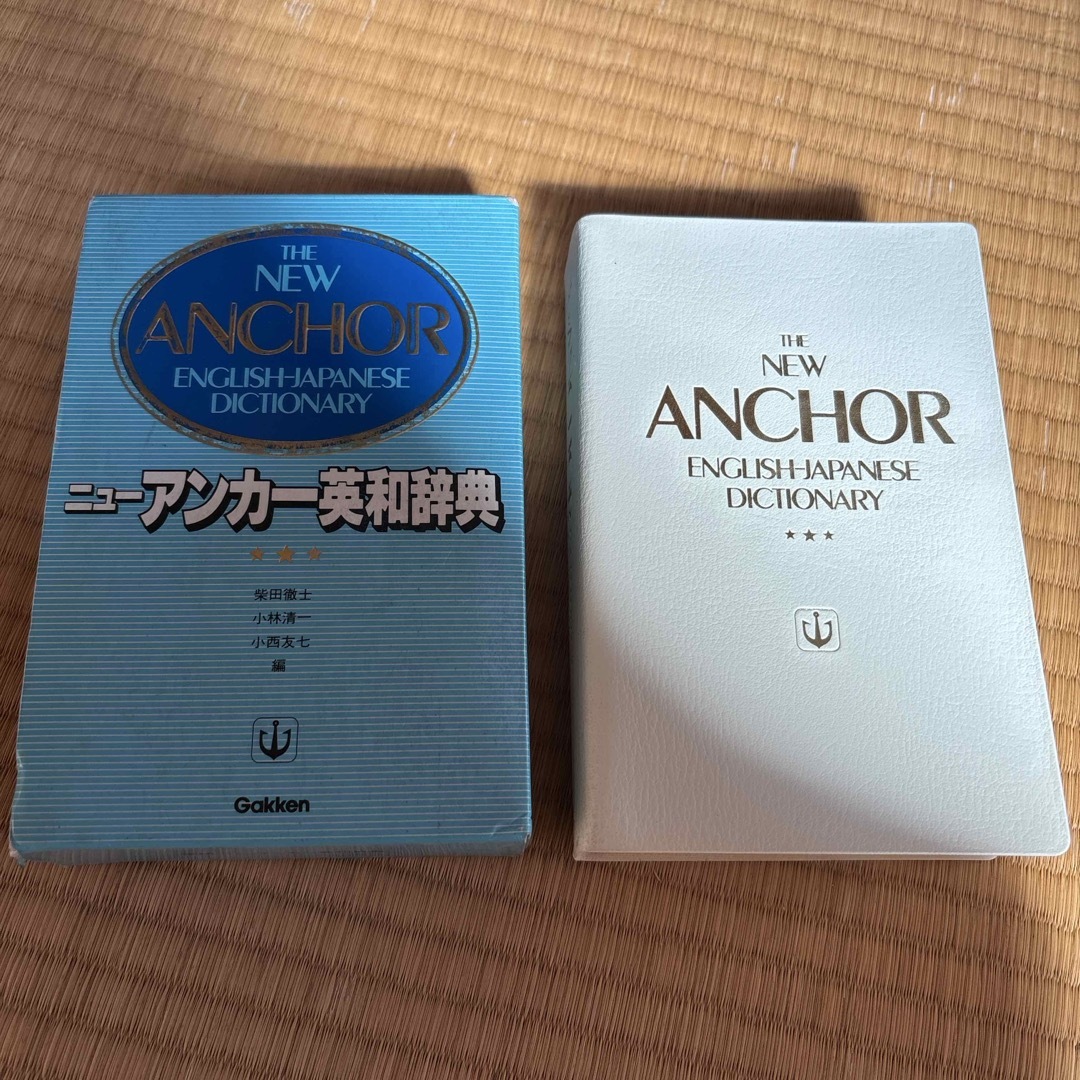 THE
NEW
ANCHOR
ENGLISH-JAPANESE
DICTIONARY
ニューアンカー英和辞典
★★★
柴田徹士
小林清一
小西友七
編
Gakken
THE
NEW
ANCHOR
ENGLISH-JAPANESE
DICTIONARY
★★★